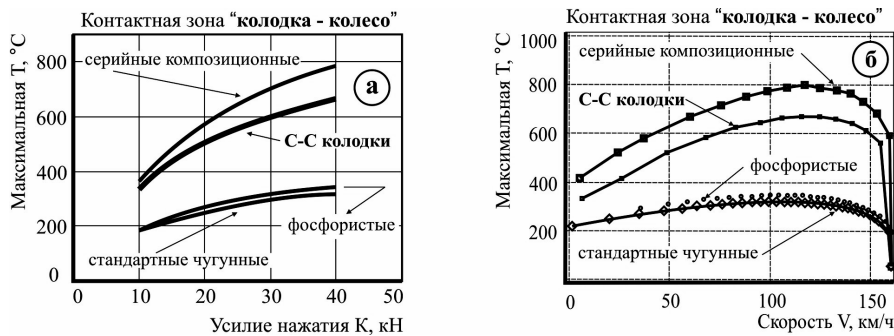 Контактная зона “колодка - колесо”
Максимальная T, °C
800
600
400
200
0
серийные композиционные
а
С-С колодки
фосфористые
стандартные чугунные
0 10 20 30 40 50
Усилие нажатия К, кН
Контактная зона “колодка - колесо”
Максимальная T, °C
1000
800
600
400
200
серийные композиционные
б
С-С колодки
фосфористые
стандартные чугунные
0 50 100 150
Скорость V, км/ч